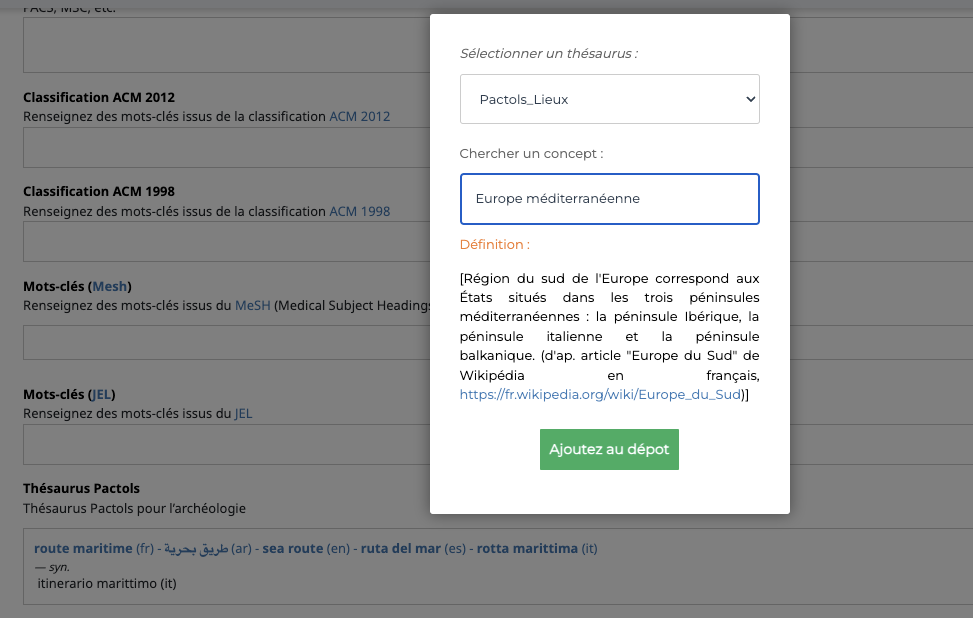 PACS, MSC, etc.
Classification ACM 2012
Renseignez des mots-clés issus de la classification ACM 2012
Classification ACM 1998
Renseignez des mots-clés issus de la classification ACM 1998
Mots-clés (Mesh)
Renseignez des mots-clés issus du MeSH (Medical Subject Headings
Mots-clés (JEL)
Renseignez des mots-clés issus du JEL
Thésaurus Pactols
Thésaurus Pactols pour l'archéologie
route maritime (fr) - طريق بحرية (ar) - sea route (en) - ruta del mar (es) - rotta marittima (it)
— syn.
itinerario marittimo (it)
Sélectionner un thésaurus :
Pactols_Lieux
Chercher un concept :
Europe méditerranéenne
Définition :
[Région du sud de l'Europe correspond aux
États situés dans les trois péninsules
méditerranéennes : la péninsule Ibérique, la
péninsule italienne et la péninsule
balkanique. (d'ap. article "Europe du Sud" de
Wikipédia en français,
https://fr.wikipedia.org/wiki/Europe_du_Sud)]
Ajoutez au dépot